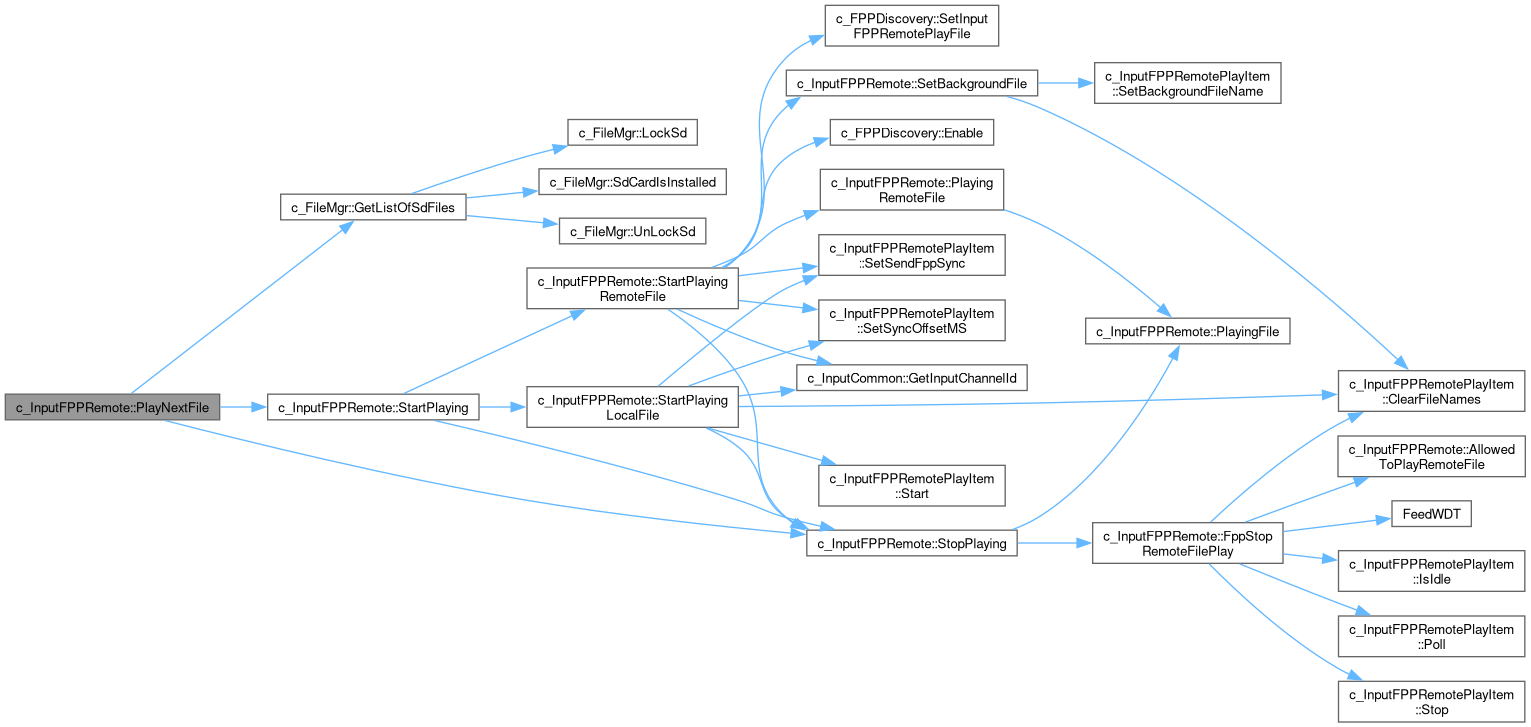 c_InputFPPRemote::PlayNextFile
c_FileMgr::GetListOfSdFiles
c_FileMgr::LockSd
c_FileMgr::SdCardIsInstalled
c_FileMgr::UnLockSd
c_InputFPPRemote::StartPlaying
c_InputFPPRemote::StartPlaying
RemoteFile
c_InputFPPRemote::StartPlaying
LocalFile
c_FPPDiscovery::SetInput
FPPRemotePlayFile
c_InputFPPRemote::SetBackgroundFile
c_InputFPPRemotePlayItem
::SetBackgroundFileName
c_FPPDiscovery::Enable
c_InputFPPRemote::Playing
RemoteFile
c_InputFPPRemotePlayItem
::SetSendFppSync
c_InputFPPRemotePlayItem
::SetSyncOffsetMS
c_InputCommon::GetInputChannelId
c_InputFPPRemotePlayItem
::Start
c_InputFPPRemote::StopPlaying
c_InputFPPRemote::PlayingFile
c_InputFPPRemote::FppStop
RemoteFilePlay
c_InputFPPRemotePlayItem
::ClearFileNames
c_InputFPPRemote::Allowed
ToPlayRemoteFile
FeedWDT
c_InputFPPRemotePlayItem
::IsIdle
c_InputFPPRemotePlayItem
::Poll
c_InputFPPRemotePlayItem
::Stop